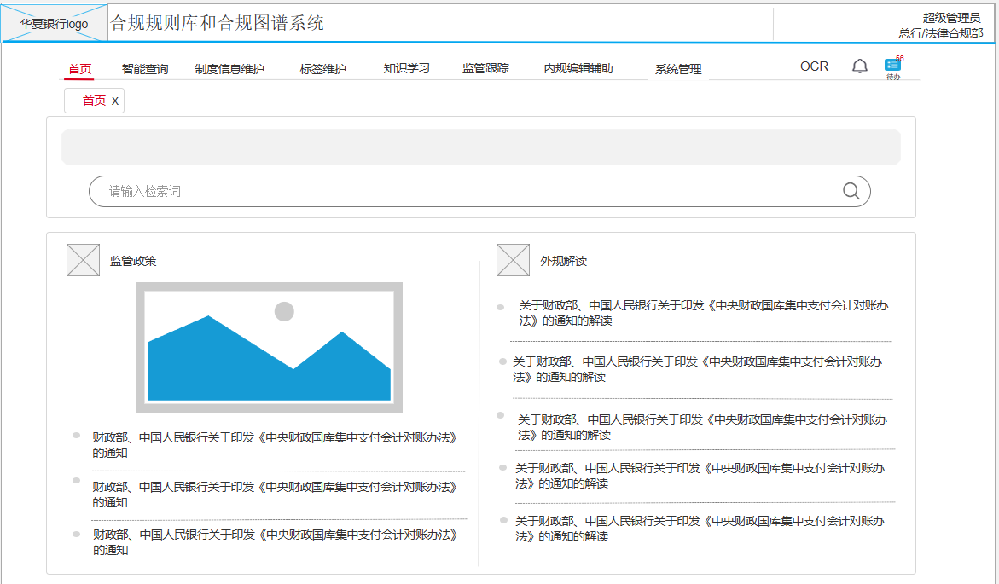 华夏银行logo
合规规则库和合规图谱系统
超级管理员
总行/法律合规部
首页 智能查询 制度信息维护 标签维护 知识学习 监管跟踪 内规编辑辅助 系统管理 OCR 56
待办
首页 X
请输入检索词
监管政策
财政部、中国人民银行关于印发《中央财政国库集中支付会计对账办法》
的通知
财政部、中国人民银行关于印发《中央财政国库集中支付会计对账办法》
的通知
财政部、中国人民银行关于印发《中央财政国库集中支付会计对账办法》
的通知
外规解读
关于财政部、中国人民银行关于印发《中央财政国库集中支付会计对账办
法》的通知的解读
关于财政部、中国人民银行关于印发《中央财政国库集中支付会计对账办
法》的通知的解读
关于财政部、中国人民银行关于印发《中央财政国库集中支付会计对账办
法》的通知的解读
关于财政部、中国人民银行关于印发《中央财政国库集中支付会计对账办
法》的通知的解读
关于财政部、中国人民银行关于印发《中央财政国库集中支付会计对账办
法》的通知的解读